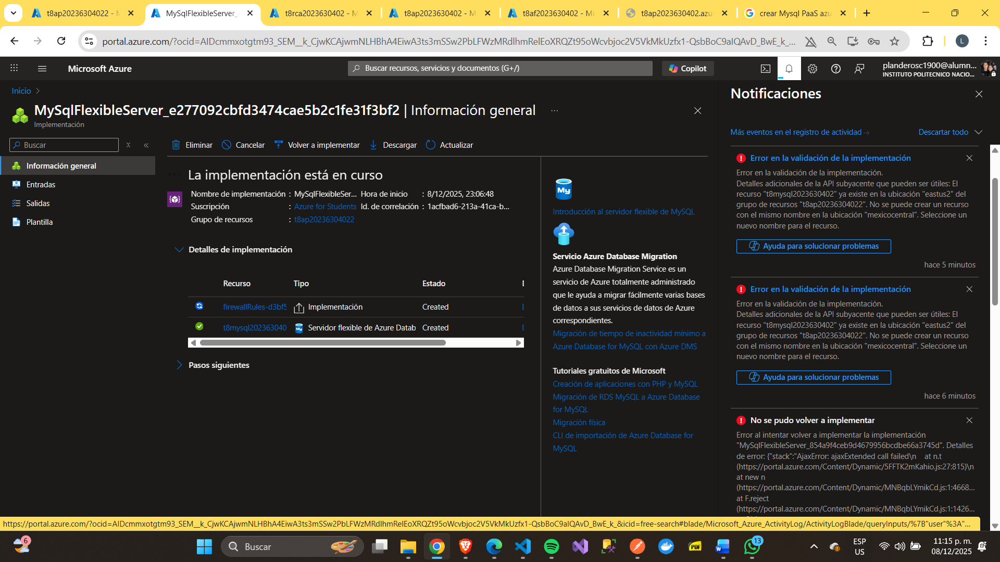 t8ap20236304022 - M
MySqlFlexibleServer_
t8rca2023630402 - M
t8ap2023630402 - M
t8af2023630402 - Mi
t8ap2023630402.azu
crear Mysql PaaS azu
portal.azure.com/?ocid=AIDcmmxotgtm93_SEM__k_CjwKCAjwmNLHBhA4EiwA3ts3mSSw2PbLFWzMRdlhmRelEoXRQZt95oWcvbjoc2V5VkMkUzfx1-QsbBoC9aIQAvD_BwE_k_...
L
Microsoft Azure
Buscar recursos, servicios y documentos (G+/)
Copilot
planderosc1900@alumn...
INSTITUTO POLITECNICO NACIO...
Inicio
MySqlFlexibleServer_e277092cbfd3474cae5b2c1fe31f3bf2 | Información general
Implementación
Buscar
Información general
Entradas
Salidas
Plantilla
Eliminar
Cancelar
Volver a implementar
Descargar
Actualizar
La implementación está en curso
Nombre de implementación : MySqlFlexibleSer...
Hora de inicio : 8/12/2025, 23:06:48
Suscripción : Azure for Students
Id. de correlación : 1acfbad6-213a-41ca-b...
Grupo de recursos : t8ap20236304022
Detalles de implementación
Recurso Tipo Estado
firewallRules-d3bf5 Implementación Created
t8mysql202363040 Servidor flexible de Azure Datab Created
Pasos siguientes
Introducción al servidor flexible de MySQL
Servicio Azure Database Migration
Azure Database Migration Service es un
servicio de Azure totalmente administrado
que le ayuda a migrar fácilmente varias bases
de datos a sus servicios de datos de Azure
correspondientes.
Migración de tiempo de inactividad mínimo a
Azure Database for MySQL con Azure DMS
Tutoriales gratuitos de Microsoft
Creación de aplicaciones con PHP y MySQL
Migración de RDS MySQL a Azure Database
for MySQL
Migración física
CLI de importación de Azure Database for
MySQL
Notificaciones
Más eventos en el registro de actividad →
Descartar todo
Error en la validación de la implementación
Error en la validación de la implementación.
Detalles adicionales de la API subyacente que pueden ser útiles: El
recurso "t8mysql2023630402" ya existe en la ubicación "eastus2" del
grupo de recursos "t8ap20236304022". No se puede crear un recurso
con el mismo nombre en la ubicación "mexicocentral". Seleccione un
nuevo nombre para el recurso.
Ayuda para solucionar problemas
hace 5 minutos
Error en la validación de la implementación
Error en la validación de la implementación.
Detalles adicionales de la API subyacente que pueden ser útiles: El
recurso "t8mysql2023630402" ya existe en la ubicación "eastus2" del
grupo de recursos "t8ap20236304022". No se puede crear un recurso
con el mismo nombre en la ubicación "mexicocentral". Seleccione un
nuevo nombre para el recurso.
Ayuda para solucionar problemas
hace 6 minutos
No se pudo volver a implementar
Error al intentar volver a implementar la implementación
"MySqlFlexibleServer_854a9f4ceb9d4679956bcdbe66a3745d". Detalles
de error: {"stack":"AjaxError: ajaxExtended call failed\n at n.t
(https://portal.azure.com/Content/Dynamic/5FFTK2mKahio.js:27:815)\n
at new n
(https://portal.azure.com/Content/Dynamic/MNBqbLYmikCd.js:1:4668...
at F.reject
(https://portal.azure.com/Content/Dynamic/MNBqbLYmikCd.js:1:1426...
https://portal.azure.com/?ocid=AIDcmmxotgtm93_SEM__k_CjwKCAjwmNLHBhA4EiwA3ts3mSSw2PbLFWzMRdlhmRelEoXRQZt95oWcvbjoc2V5VkMkUzfx1-QsbBoC9aIQAvD_BwE_k_&icid=free-search#blade/Microsoft_Azure_ActivityLog/ActivityLogBlade/queryInputs/%7B"user"%3A"...
6
Buscar
PDF
13
ESP
US
11:15 p. m.
08/12/2025